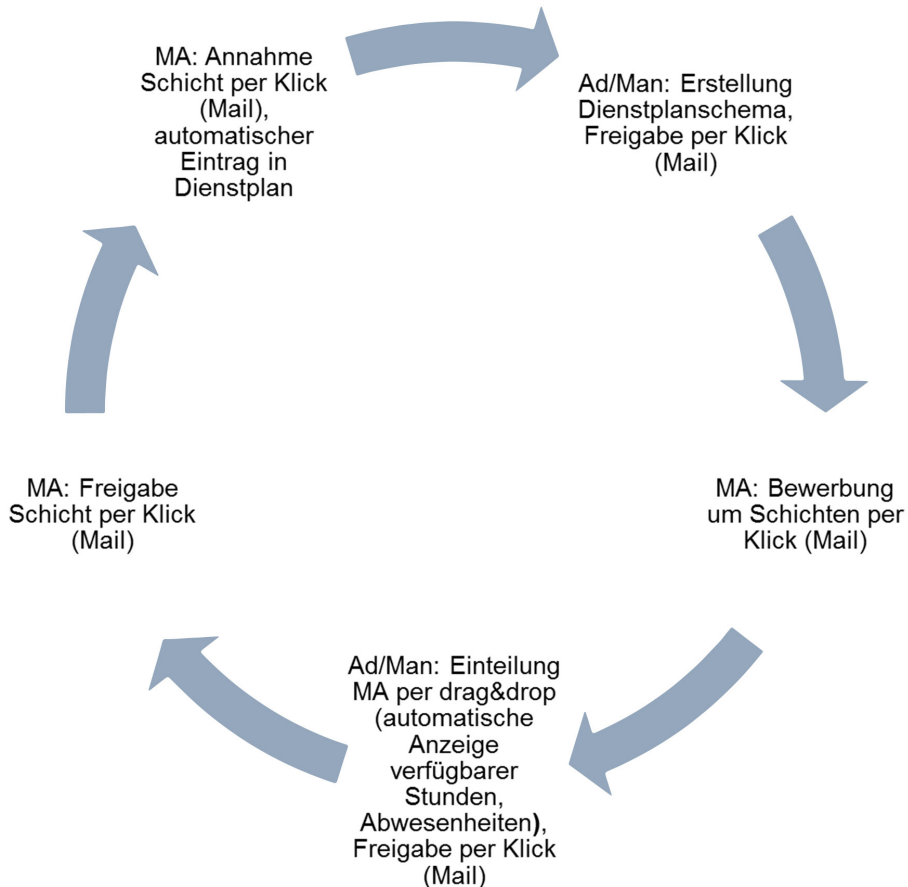 MA: Annahme
Schicht per Klick
(Mail),
automatischer
Eintrag in
Dienstplan
Ad/Man: Erstellung
Dienstplanschema,
Freigabe per Klick
(Mail)
MA: Bewerbung
um Schichten per
Klick (Mail)
Ad/Man: Einteilung
MA per drag&drop
(automatische
Anzeige
verfügbarer
Stunden,
Abwesenheiten),
Freigabe per Klick
(Mail)
MA: Freigabe
Schicht per Klick
(Mail)